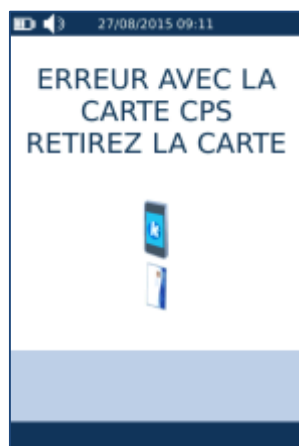 27/08/2015 09:11
ERREUR AVEC LA
CARTE CPS
RETIREZ LA CARTE